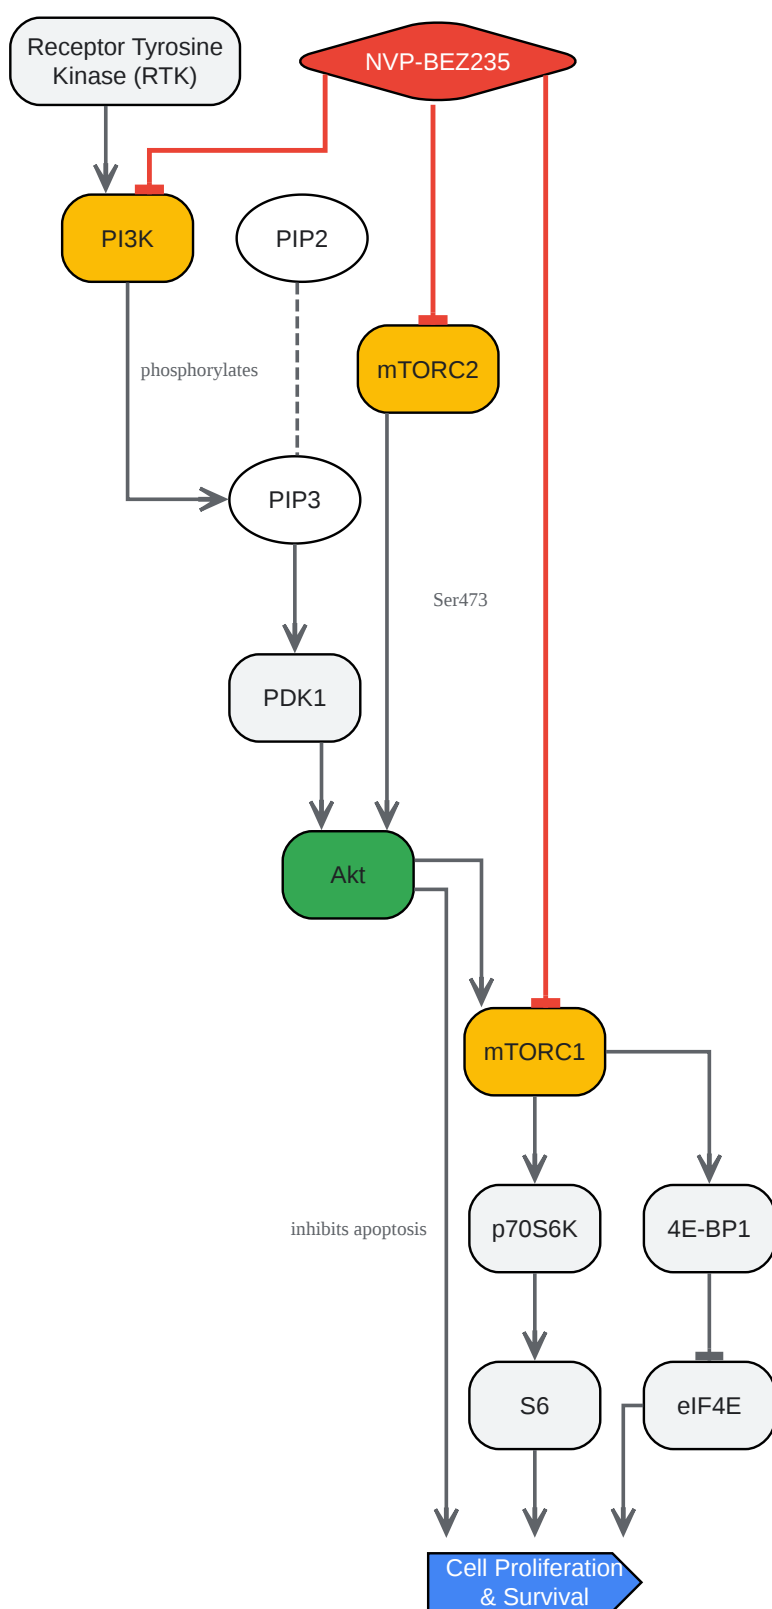 Receptor Tyrosine
Kinase (RTK)
NVP-BEZ235
PI3K
PIP2
phosphorylates
mTORC2
PIP3
Ser473
PDK1
Akt
mTORC1
inhibits apoptosis
p70S6K
4E-BP1
S6
eIF4E
Cell Proliferation
& Survival